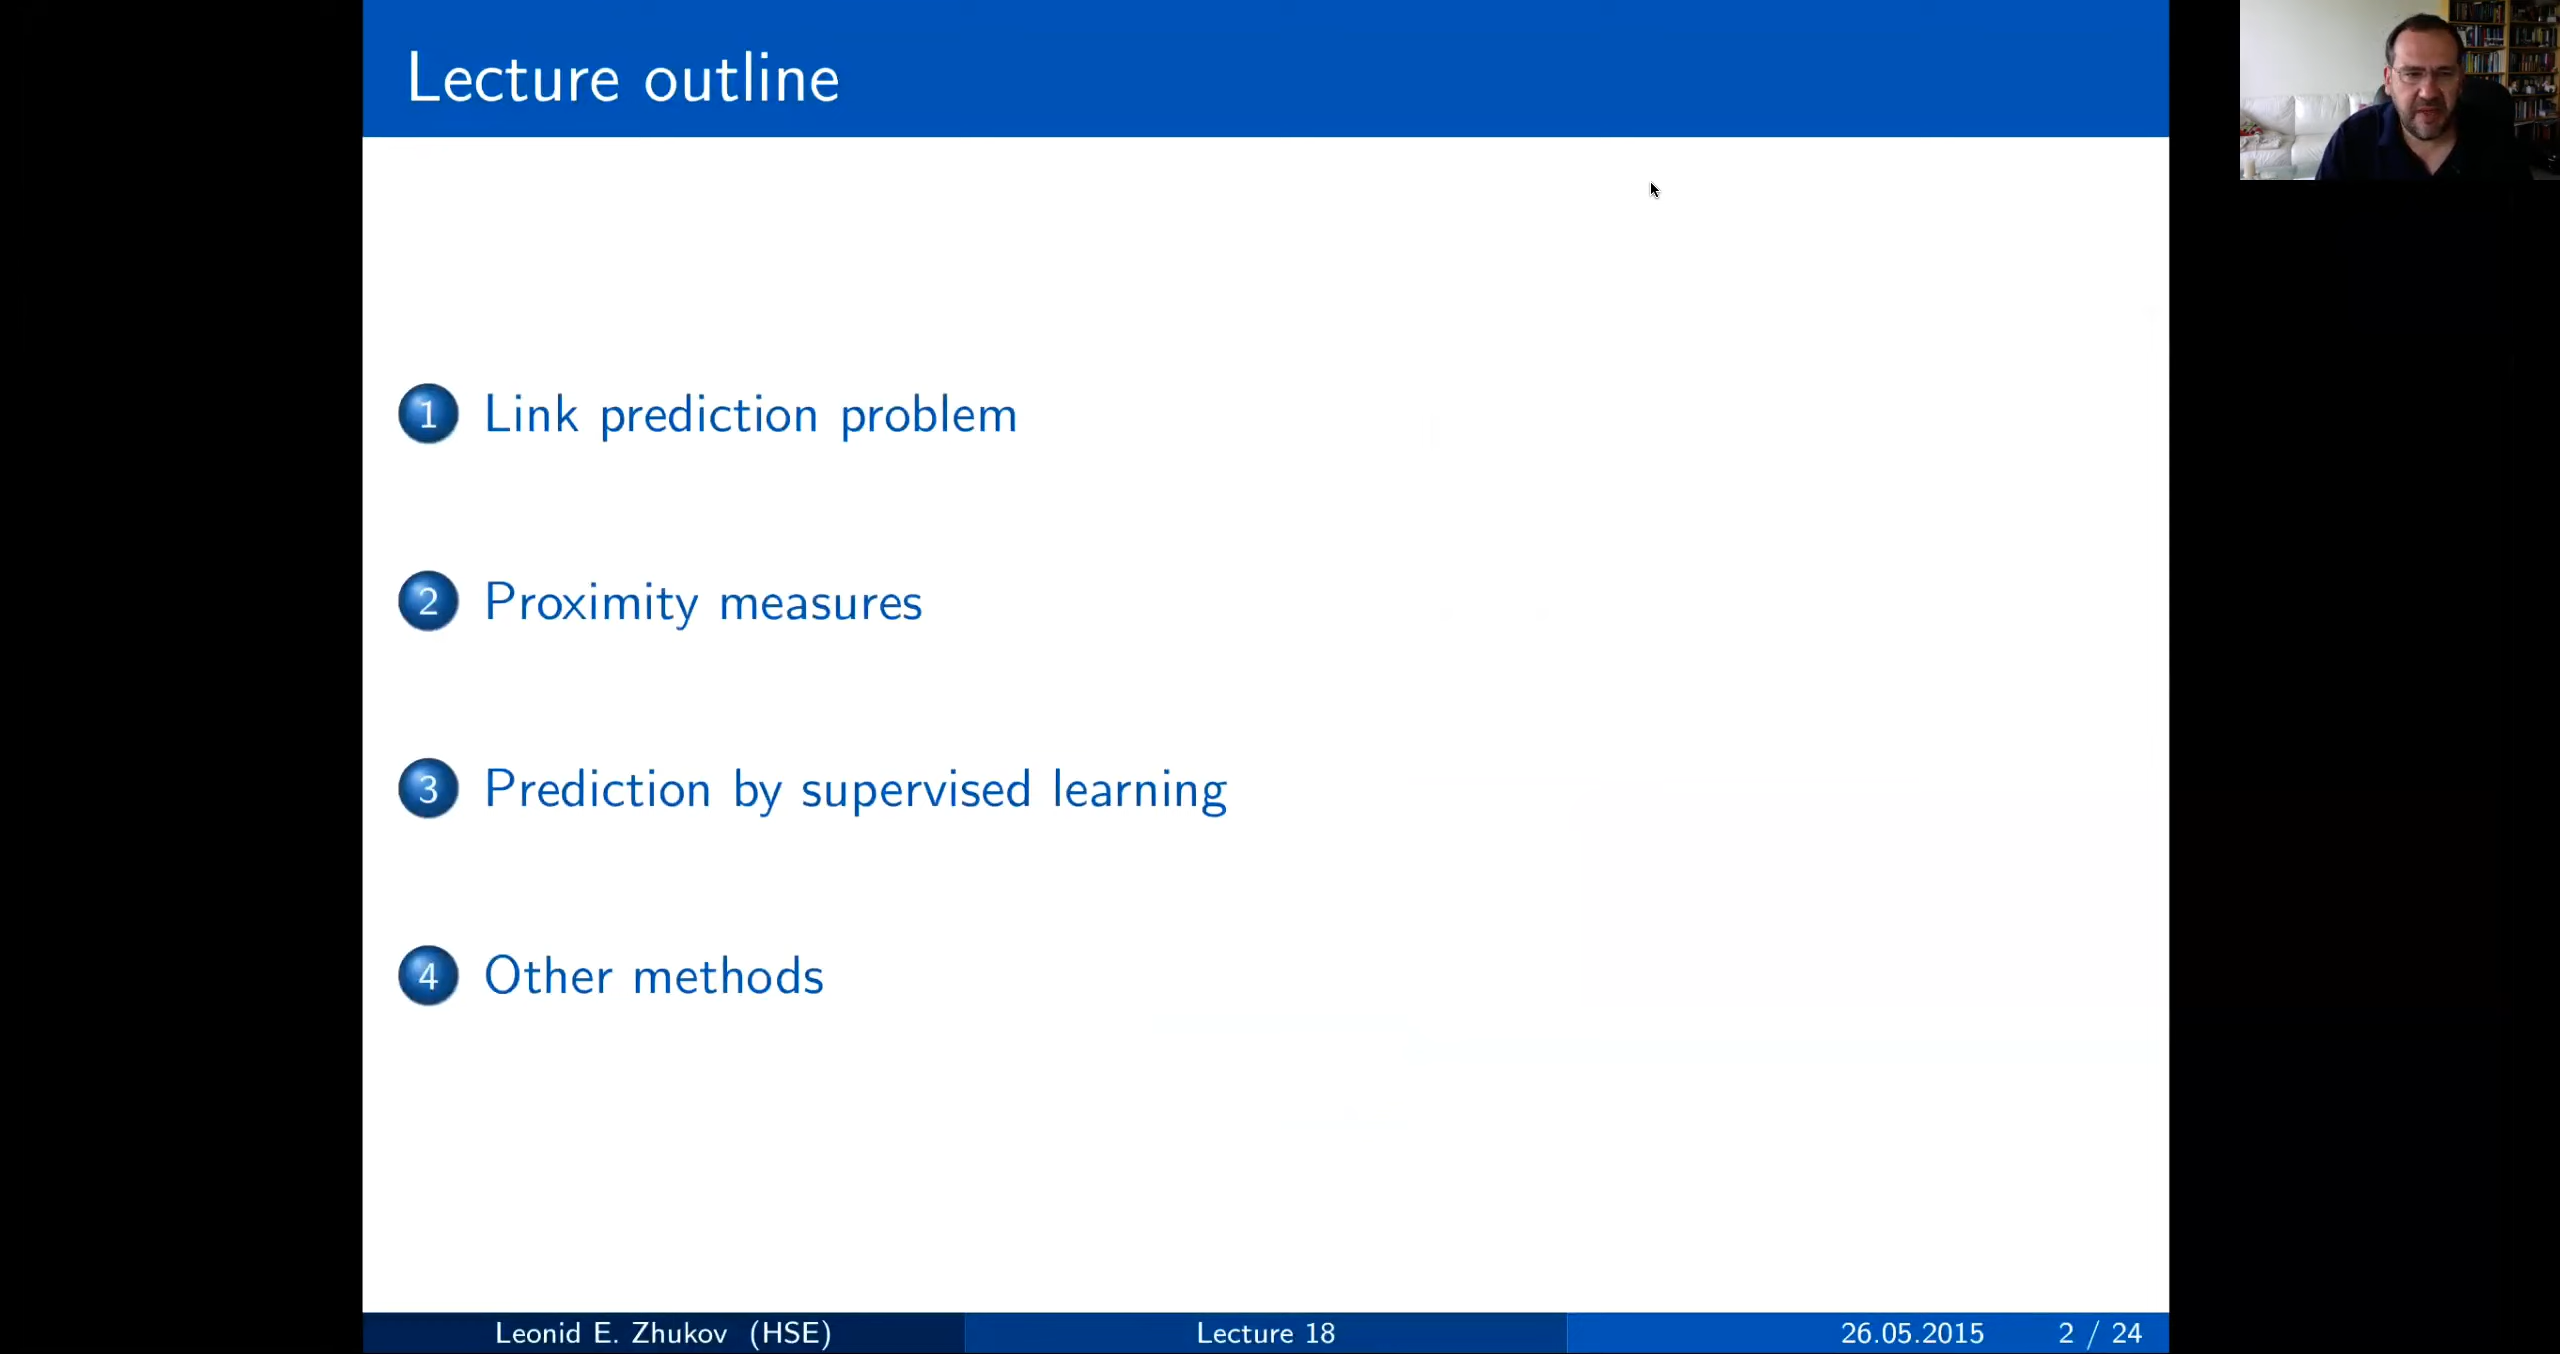 Lecture outline
1 Link prediction problem
2 Proximity measures
3 Prediction by supervised learning
4 Other methods
Leonid E. Zhukov (HSE) Lecture 18 26.05.2015 2 / 24